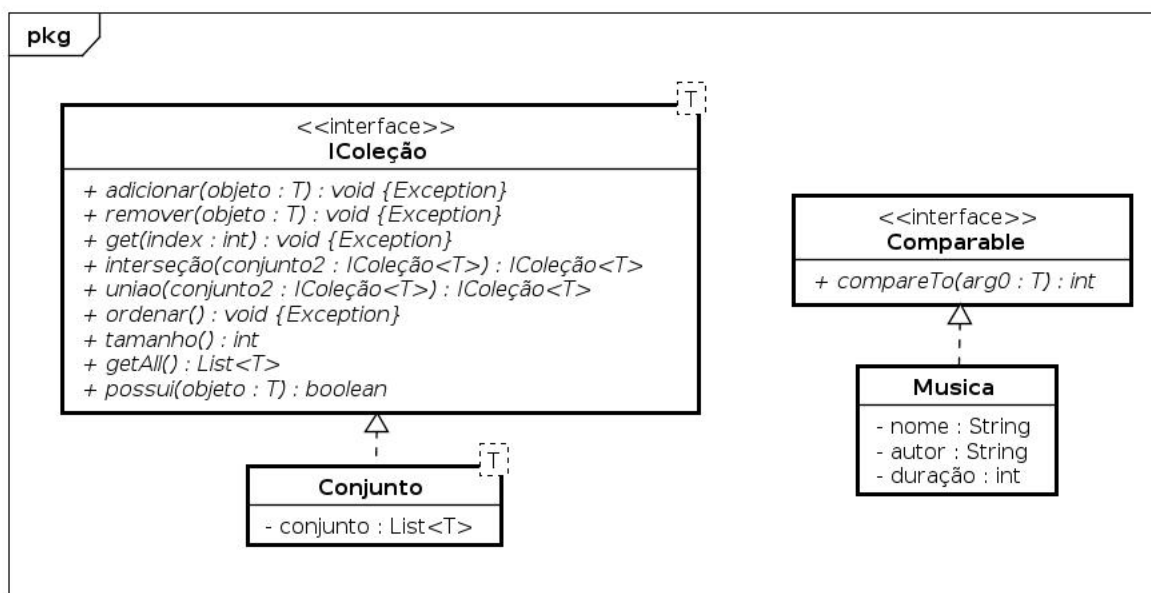 pkg
T
<<interface>>
IColeção
+ adicionar(objeto : T) : void {Exception}
+ remover(objeto : T) : void {Exception}
+ get(index : int) : void {Exception}
+ interseção(conjunto2 : IColeção<T>) : IColeção<T>
+ uniao(conjunto2 : IColeção<T>) : IColeção<T>
+ ordenar() : void {Exception}
+ tamanho() : int
+ getAll() : List<T>
+ possui(objeto : T) : boolean
T
Conjunto
- conjunto : List<T>
<<interface>>
Comparable
+ compareTo(arg0 : T) : int
Musica
- nome : String
- autor : String
- duração : int